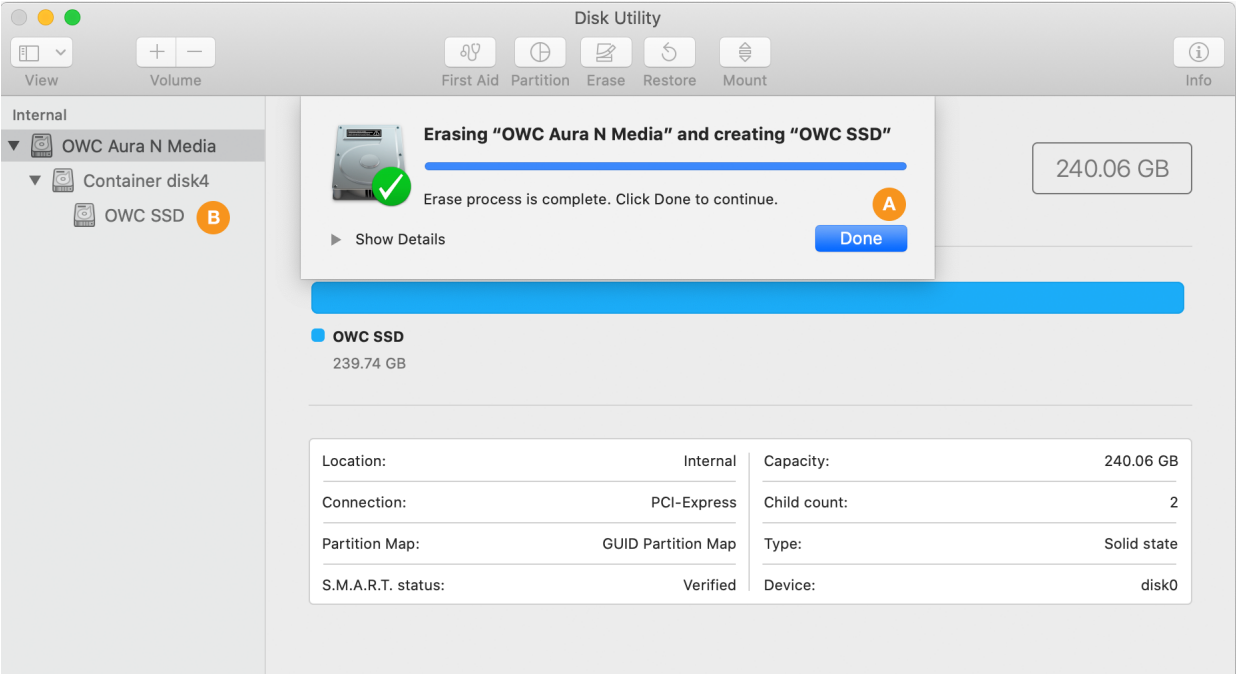 Disk Utility
View
Volume
First Aid
Partition
Erase
Restore
Mount
Info
Internal
OWC Aura N Media
Container disk4
OWC SSD
B
Erasing “OWC Aura N Media” and creating “OWC SSD”
Erase process is complete. Click Done to continue.
A
Show Details
Done
240.06 GB
OWC SSD
239.74 GB
Location: Internal
Connection: PCI-Express
Partition Map: GUID Partition Map
S.M.A.R.T. status: Verified
Capacity: 240.06 GB
Child count: 2
Type: Solid state
Device: disk0